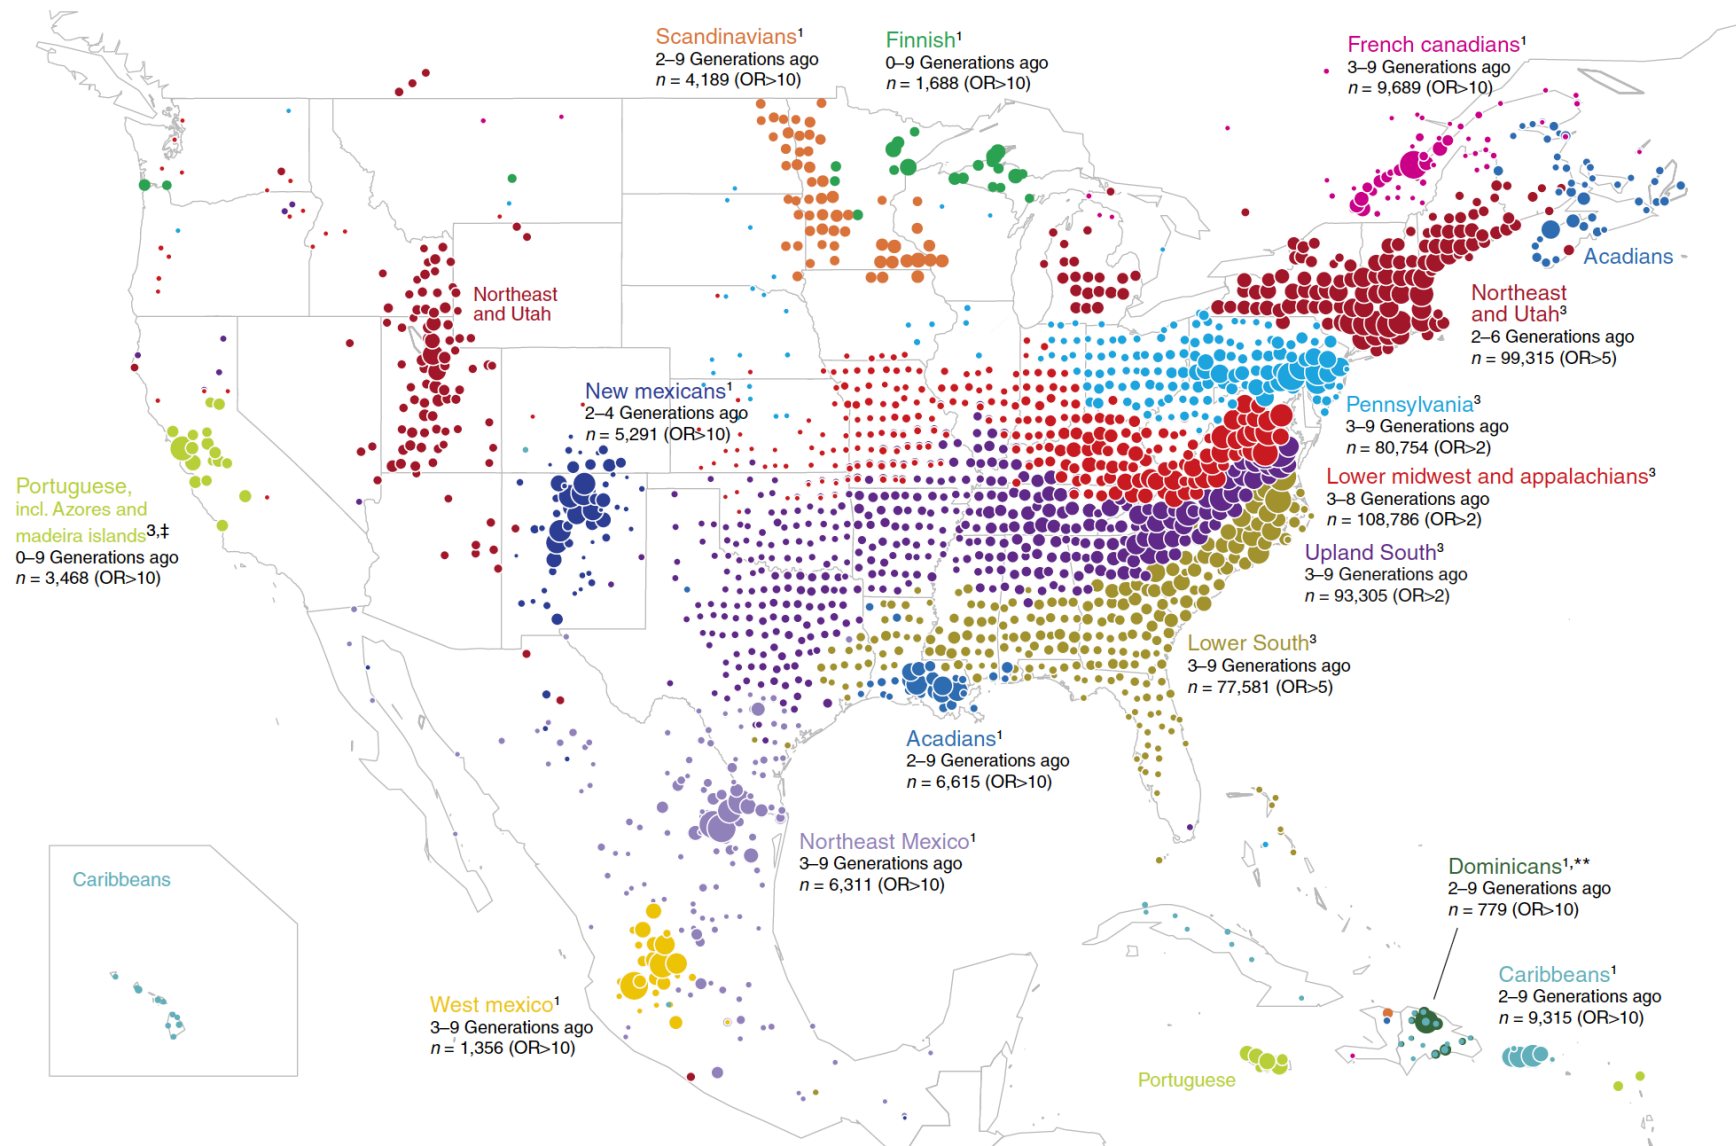 Scandinavians¹
2–9 Generations ago
n = 4,189 (OR>10)
Finnish¹
0–9 Generations ago
n = 1,688 (OR>10)
French canadians¹
3–9 Generations ago
n = 9,689 (OR>10)
Acadians
Northeast
and Utah
Northeast
and Utah³
2–6 Generations ago
n = 99,315 (OR>5)
New mexicans¹
2–4 Generations ago
n = 5,291 (OR>10)
Pennsylvania³
3–9 Generations ago
n = 80,754 (OR>2)
Portuguese,
incl. Azores and
madeira islands³,‡
0–9 Generations ago
n = 3,468 (OR>10)
Lower midwest and appalachians³
3–8 Generations ago
n = 108,786 (OR>2)
Upland South³
3–9 Generations ago
n = 93,305 (OR>2)
Lower South³
3–9 Generations ago
n = 77,581 (OR>5)
Acadians¹
2–9 Generations ago
n = 6,615 (OR>10)
Northeast Mexico¹
3–9 Generations ago
n = 6,311 (OR>10)
Caribbeans
Dominicans¹,**
2–9 Generations ago
n = 779 (OR>10)
West mexico¹
3–9 Generations ago
n = 1,356 (OR>10)
Caribbeans¹
2–9 Generations ago
n = 9,315 (OR>10)
Portuguese